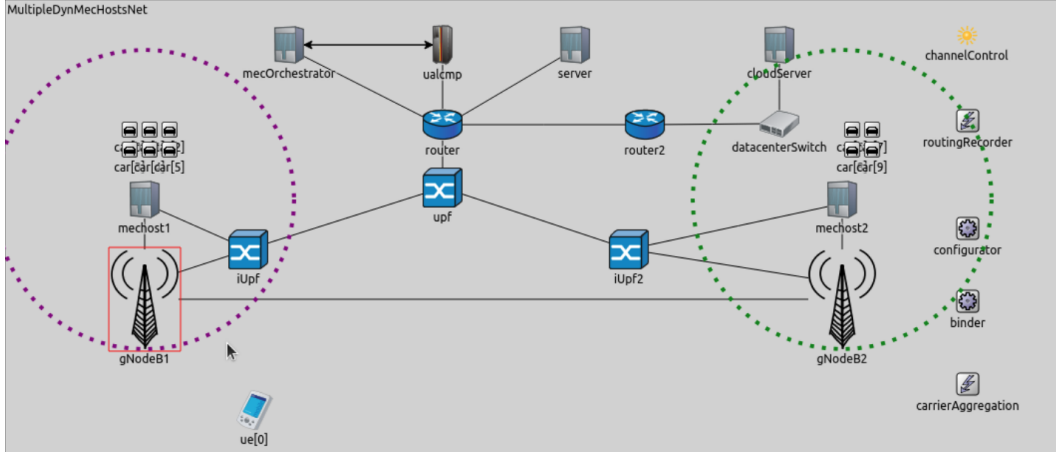 MultipleDynMecHostsNet
mecOrchestrator
ualcmp
server
cloudServer
channelControl
router
router2
datacenterSwitch
routingRecorder
car[5]
car[9]
mechost1
upf
mechost2
iUpf
iUpf2
configurator
binder
gNodeB1
gNodeB2
carrierAggregation
ue[0]